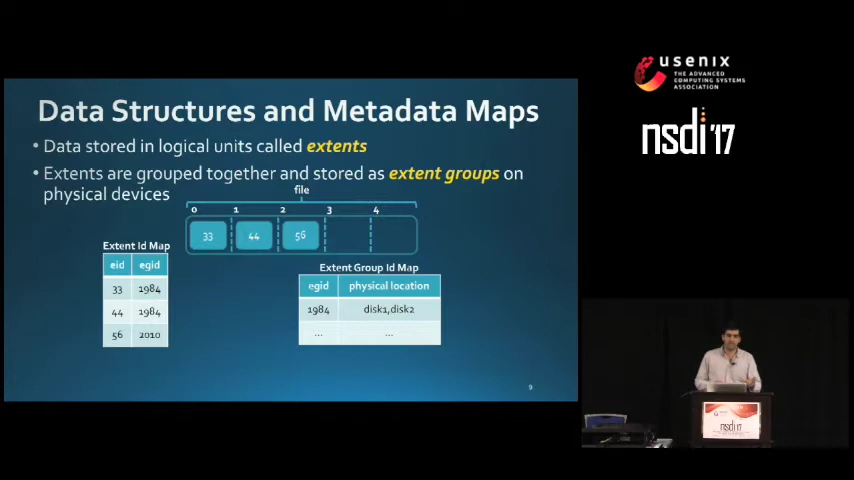 Data Structures and Metadata Maps
• Data stored in logical units called extents
• Extents are grouped together and stored as extent groups on
physical devices
file
0 1 2 3 4
33 44 56
Extent Id Map
eid egid
33 1984
44 1984
56 2010
Extent Group Id Map
egid physical location
1984 disk1,disk2
... ...
9
usenix
THE ADVANCED
COMPUTING SYSTEMS
ASSOCIATION
nsdi '17
nsdi '17